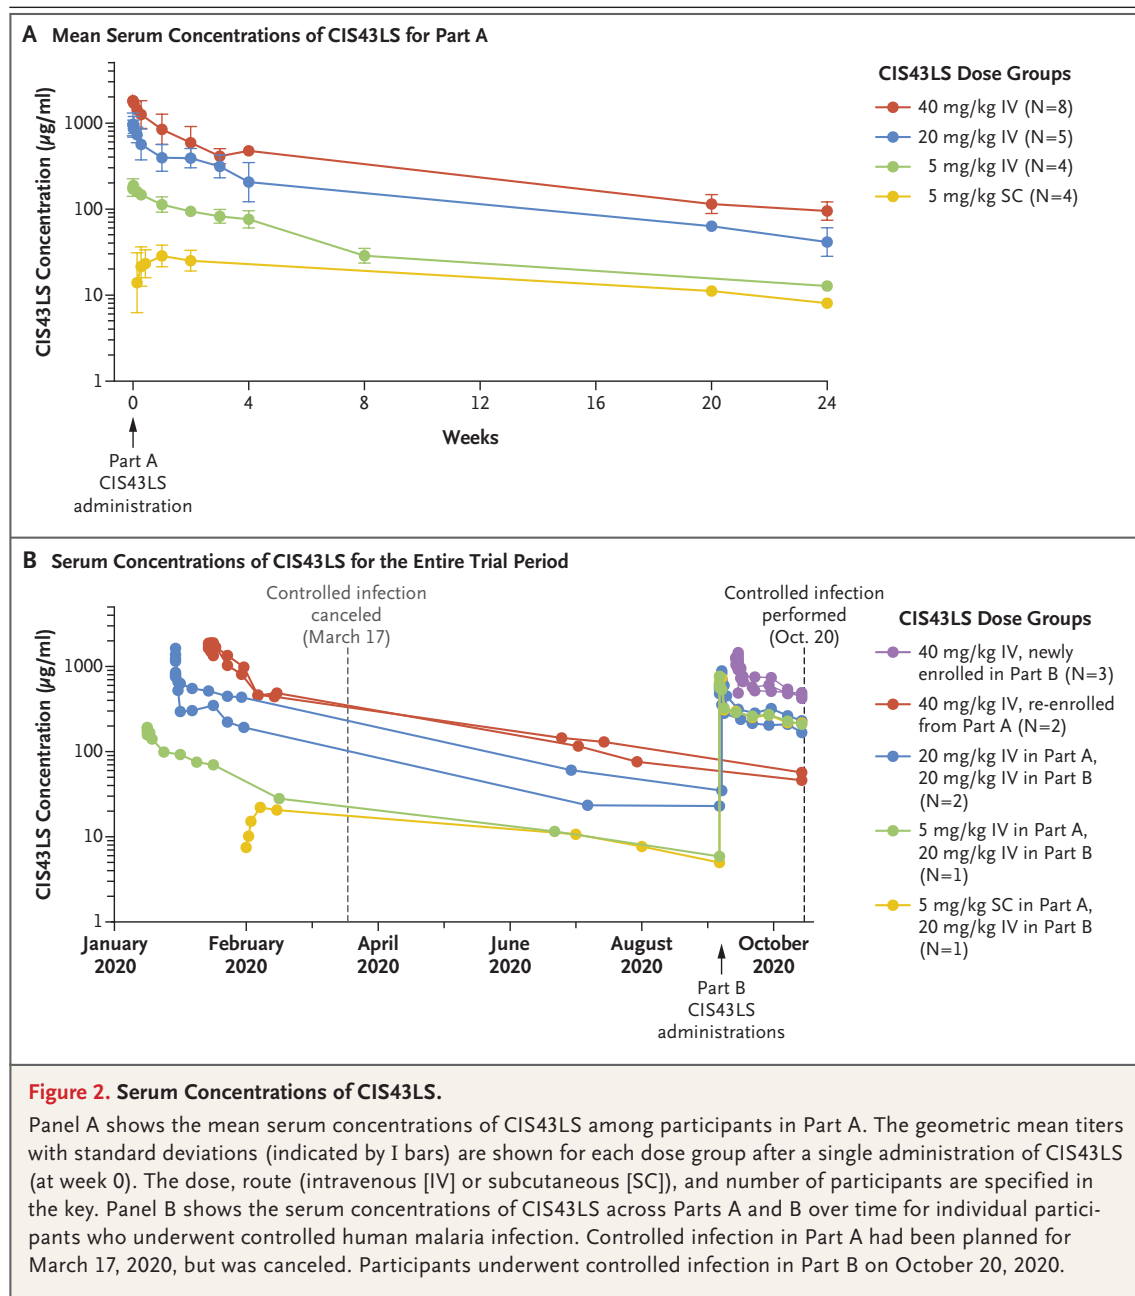 A Mean Serum Concentrations of CIS43LS for Part A
CIS43LS Concentration (µg/ml)
1000
100
10
1
0
4
8
12
16
20
24
Weeks
Part A
CIS43LS
administration
CIS43LS Dose Groups
40 mg/kg IV (N=8)
20 mg/kg IV (N=5)
5 mg/kg IV (N=4)
5 mg/kg SC (N=4)
B Serum Concentrations of CIS43LS for the Entire Trial Period
Controlled infection
canceled
(March 17)
Controlled infection
performed
(Oct. 20)
CIS43LS Concentration (µg/ml)
1000
100
10
1
January
2020
February
2020
April
2020
June
2020
August
2020
October
2020
Part B
CIS43LS
administrations
CIS43LS Dose Groups
40 mg/kg IV, newly
enrolled in Part B (N=3)
40 mg/kg IV, re-enrolled
from Part A (N=2)
20 mg/kg IV in Part A,
20 mg/kg IV in Part B
(N=2)
5 mg/kg IV in Part A,
20 mg/kg IV in Part B
(N=1)
5 mg/kg SC in Part A,
20 mg/kg IV in Part B
(N=1)
Figure 2. Serum Concentrations of CIS43LS.
Panel A shows the mean serum concentrations of CIS43LS among participants in Part A. The geometric mean titers
with standard deviations (indicated by I bars) are shown for each dose group after a single administration of CIS43LS
(at week 0). The dose, route (intravenous [IV] or subcutaneous [SC]), and number of participants are specified in
the key. Panel B shows the serum concentrations of CIS43LS across Parts A and B over time for individual partici-
pants who underwent controlled human malaria infection. Controlled infection in Part A had been planned for
March 17, 2020, but was canceled. Participants underwent controlled infection in Part B on October 20, 2020.